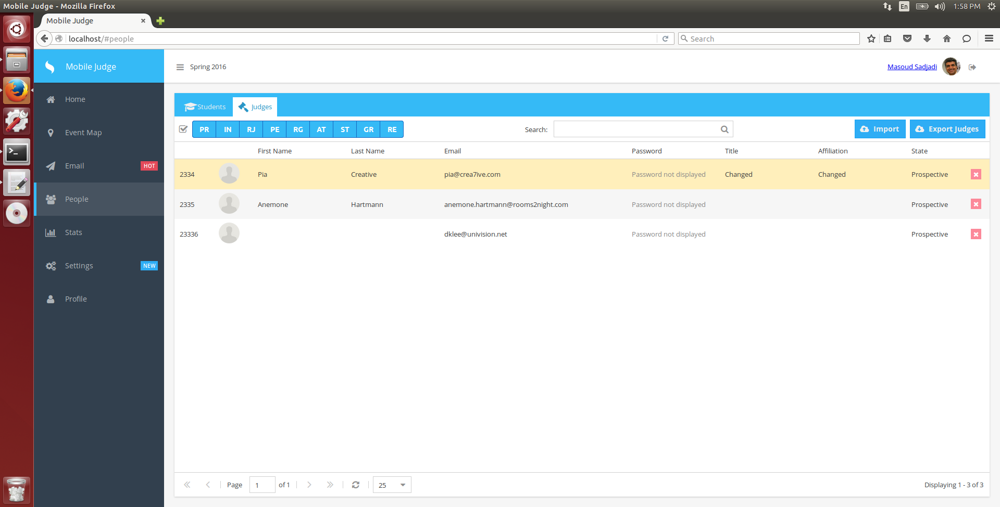 Mobile Judge - Mozilla Firefox En 1:58 PM
Mobile Judge
localhost/#people Search
Mobile Judge Spring 2016 Masoud Sadjadi
Home
Event Map
Email HOT
People
Stats
Settings NEW
Profile
Students Judges
PR IN RJ PE RG AT ST GR RE Search: Import Export Judges
First Name Last Name Email Password Title Affiliation State
2334 Pia Creative pia@crea7ive.com Password not displayed Changed Changed Prospective
2335 Anemone Hartmann anemone.hartmann@rooms2night.com Password not displayed Prospective
23336 dklee@univision.net Password not displayed Prospective
Page 1 of 1 25 Displaying 1 - 3 of 3